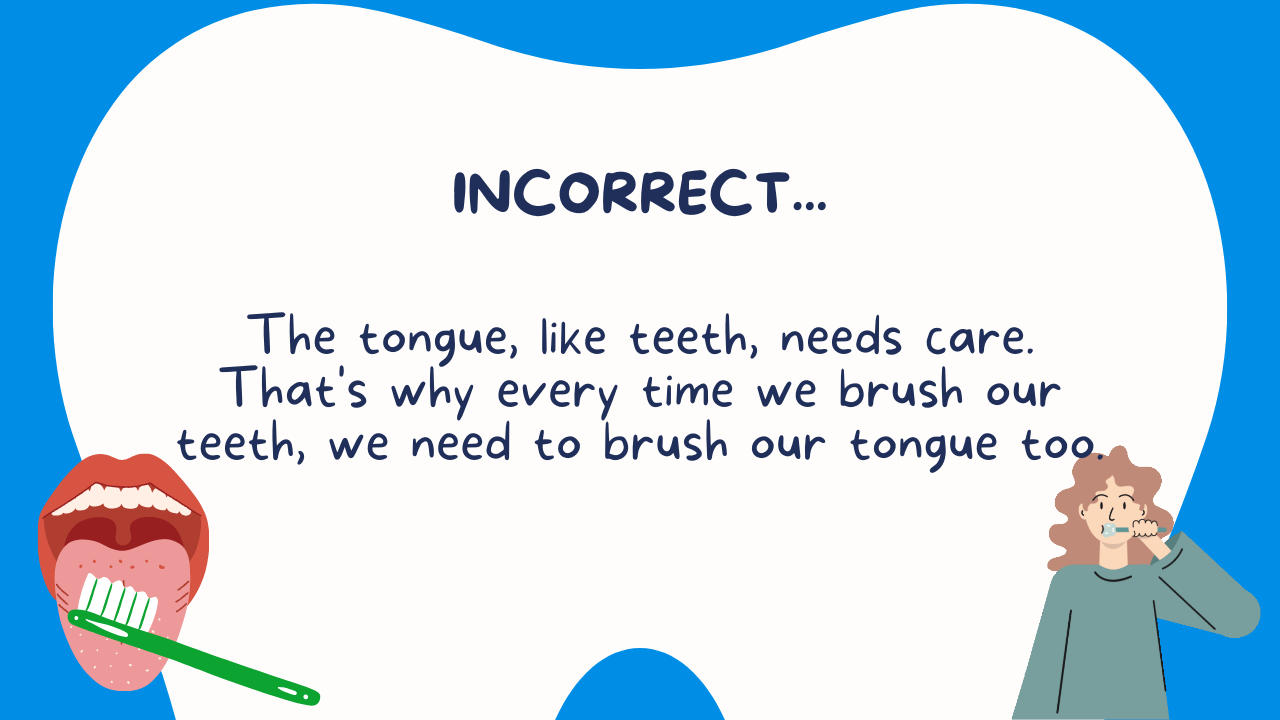 INCORRECT...
The tongue, like teeth, needs care.
That's why every time we brush our
teeth, we need to brush our tongue too.